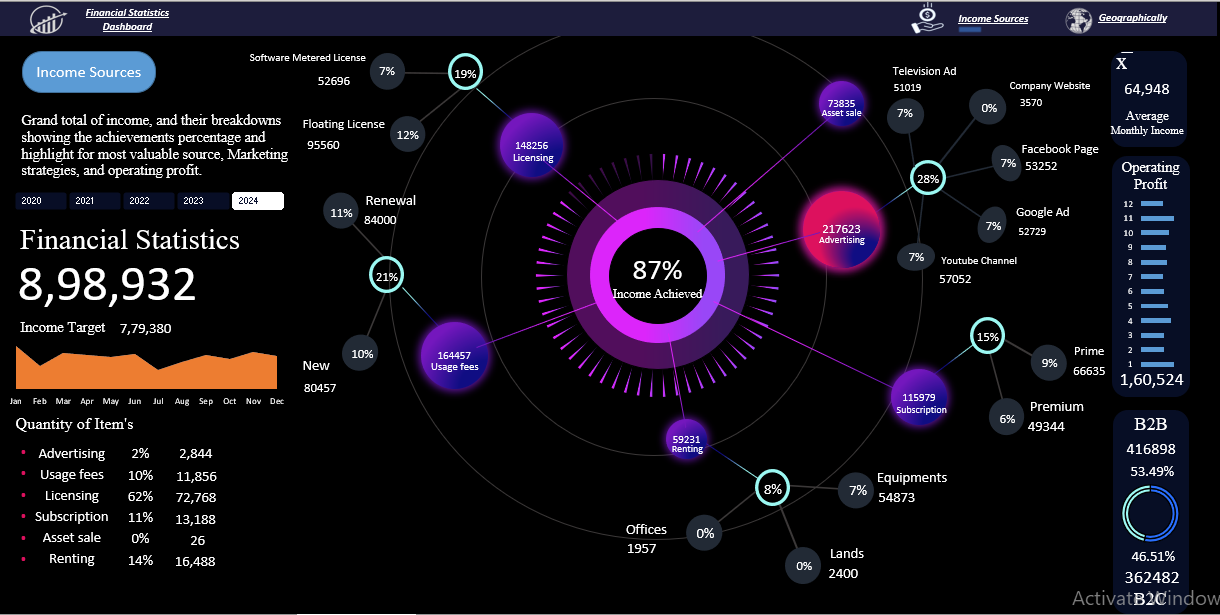 Financial Statistics
Dashboard
Income Sources
Geographically
Income Sources
Grand total of income, and their breakdowns
showing the achievements percentage and
highlight for most valuable source, Marketing
strategies, and operating profit.
2020 2021 2022 2023 2024
Financial Statistics
8,98,932
Income Target 7,79,380
Jan Feb Mar Apr May Jun Jul Aug Sep Oct Nov Dec
Quantity of Item's
• Advertising 2% 2,844
• Usage fees 10% 11,856
• Licensing 62% 72,768
• Subscription 11% 13,188
• Asset sale 0% 26
• Renting 14% 16,488
Software Metered License
52696
7%
19%
Floating License
95560
12%
148256
Licensing
Renewal
84000
11%
21%
New
80457
10%
164457
Usage fees
87%
Income Achieved
73835
Asset sale
217623
Advertising
28%
Television Ad
51019
7%
Company Website
3570
0%
Facebook Page
53252
7%
Google Ad
52729
7%
Youtube Channel
57052
7%
115979
Subscription
15%
Prime
66635
9%
Premium
49344
6%
59231
Renting
8%
Equipments
54873
7%
Offices
1957
0%
Lands
2400
0%
X
64,948
Average
Monthly Income
Operating
Profit
12
11
10
9
8
7
6
5
4
3
2
1
1,60,524
B2B
416898
53.49%
46.51%
362482
B2C
Activate Window